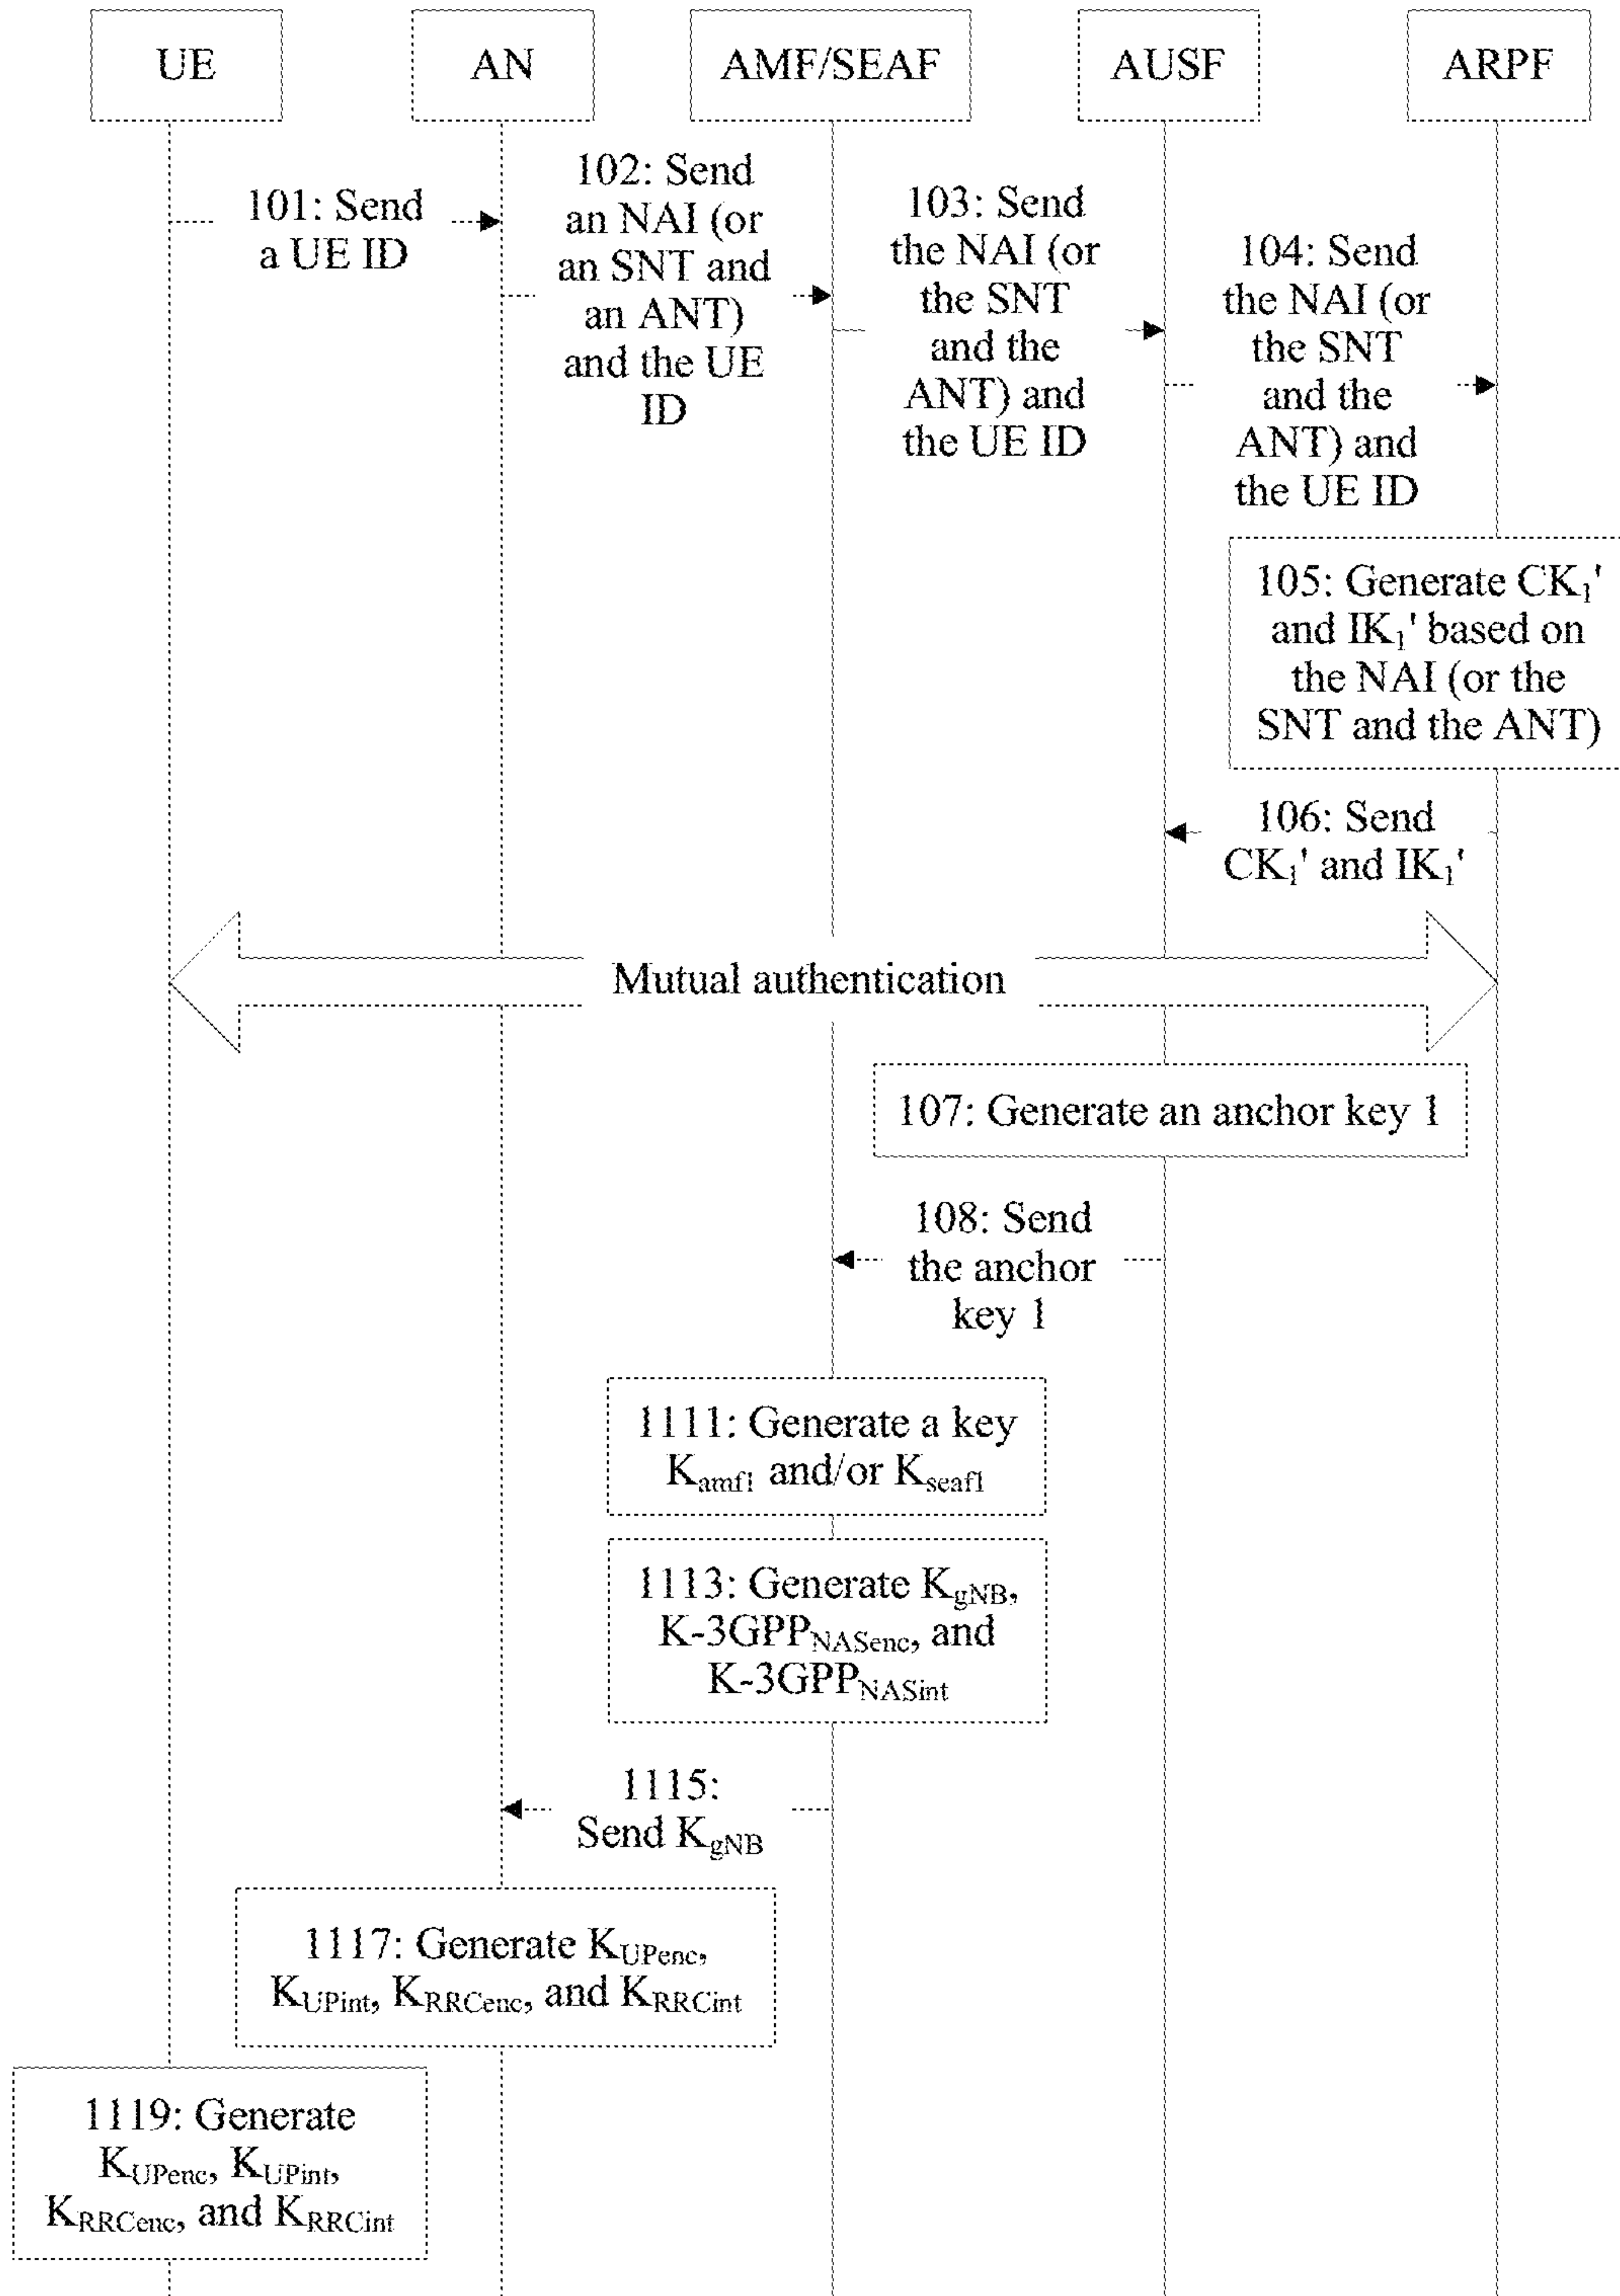 UE
AN
AMF/SEAF
AUSF
ARPF
101: Send
a UE ID
102: Send
an NAI (or
an SNT and
an ANT)
and the UE
ID
103: Send
the NAI (or
the SNT
and the
ANT) and
the UE ID
104: Send
the NAI (or
the SNT
and the
ANT) and
the UE ID
105: Generate CK₁'
and IK₁' based on
the NAI (or the
SNT and the ANT)
106: Send
CK₁' and IK₁'
Mutual authentication
107: Generate an anchor key 1
108: Send
the anchor
key 1
1111: Generate a key
Kamf1 and/or Kseaf1
1113: Generate KgNB,
K-3GPPNASenc, and
K-3GPPNASint
1115:
Send KgNB
1117: Generate KUPenc,
KUPint, KRRCenc, and KRRCint
1119: Generate
KUPenc, KUPint,
KRRCenc, and KRRCint